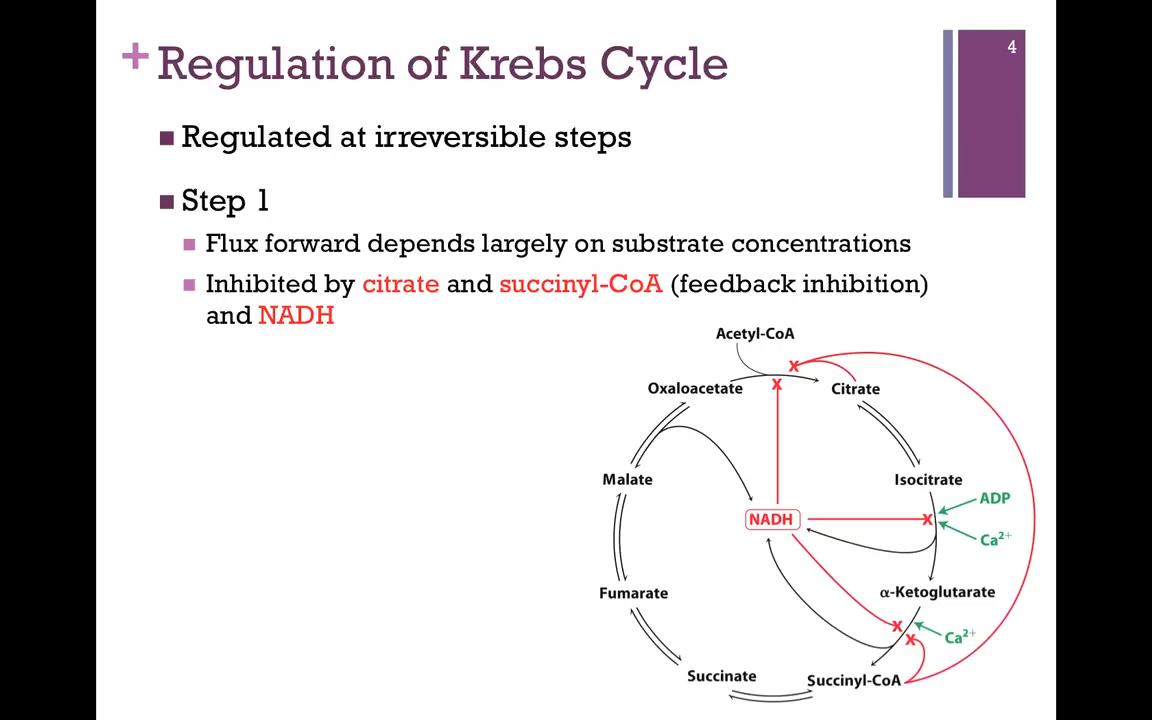 4
+ Regulation of Krebs Cycle
Regulated at irreversible steps
Step 1
Flux forward depends largely on substrate concentrations
Inhibited by citrate and succinyl-CoA (feedback inhibition)
and NADH
Acetyl-CoA
X
X
Oxaloacetate
Citrate
Malate
Isocitrate
ADP
NADH
X
Ca²⁺
Fumarate
α-Ketoglutarate
X
X
Ca²⁺
Succinate
Succinyl-CoA